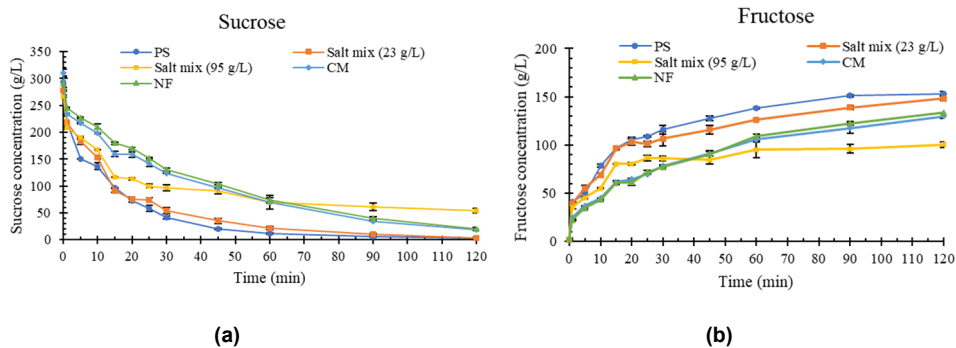 Sucrose
PS
Salt mix (23 g/L)
Salt mix (95 g/L)
CM
NF
Sucrose concentration (g/L)
350
300
250
200
150
100
50
0
0 10 20 30 40 50 60 70 80 90 100 110 120
Time (min)
(a)
Fructose
PS
Salt mix (23 g/L)
Salt mix (95 g/L)
CM
NF
Fructose concentration (g/L)
200
150
100
50
0
0 10 20 30 40 50 60 70 80 90 100 110 120
Time (min)
(b)